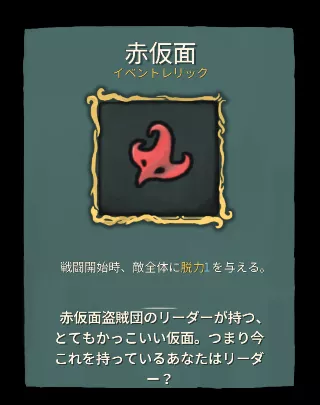 赤仮面
イベントレリック
戦闘開始時、敵全体に脱力1を与える。
赤仮面盗賊団のリーダーが持つ、
とてもかっこいい仮面。つまり今
これを持っているあなたはリーダ
ー？